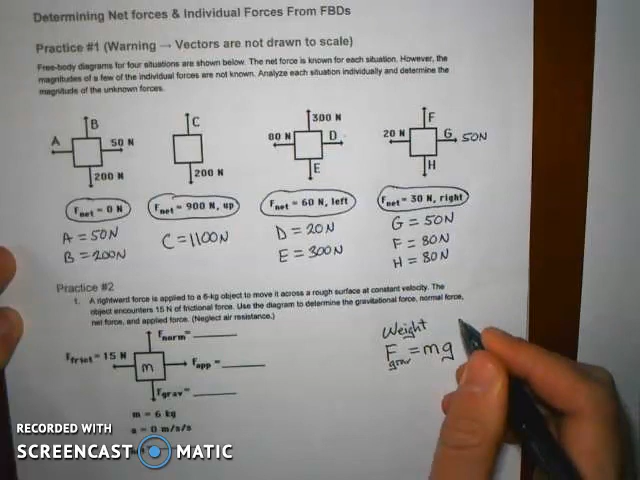 Determining Net forces & Individual Forces From FBDs
Practice #1 (Warning → Vectors are not drawn to scale)
Free-body diagrams for four situations are shown below. The net force is known for each situation. However, the
magnitudes of a few of the individual forces are not known. Analyze each situation individually and determine the
magnitude of the unknown forces.
A
B
50 N
200 N
C
200 N
80 N
300 N
D
E
20 N
F
G
50N
H
Fnet = 0 N
Fnet = 900 N, up
Fnet = 60 N, left
Fnet = 30 N, right
A = 50N
B = 200N
C = 1100N
D = 20N
E = 300N
G = 50N
F = 80N
H = 80N
Practice #2
1. A rightward force is applied to a 6-kg object to move it across a rough surface at constant velocity. The
object encounters 15 N of frictional force. Use the diagram to determine the gravitational force, normal force,
net force, and applied force. (Neglect air resistance.)
Fnorm=
Ffrict = 15 N
m
Fapp =
Fgrav=
m = 6 kg
a = 0 m/s/s
Weight
Fgrav = mg
RECORDED WITH
SCREENCAST MATIC